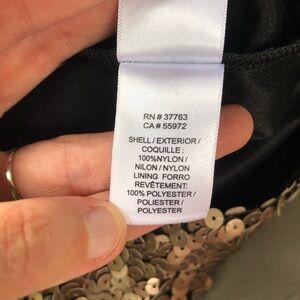 RN # 37763
CA # 55972
SHELL / EXTERIOR /
COQUILLE :
100%NYLON /
NILON / NYLON
LINING FORRO
REVÊTEMENT:
100% POLYESTER /
POLIESTER /
POLYESTER